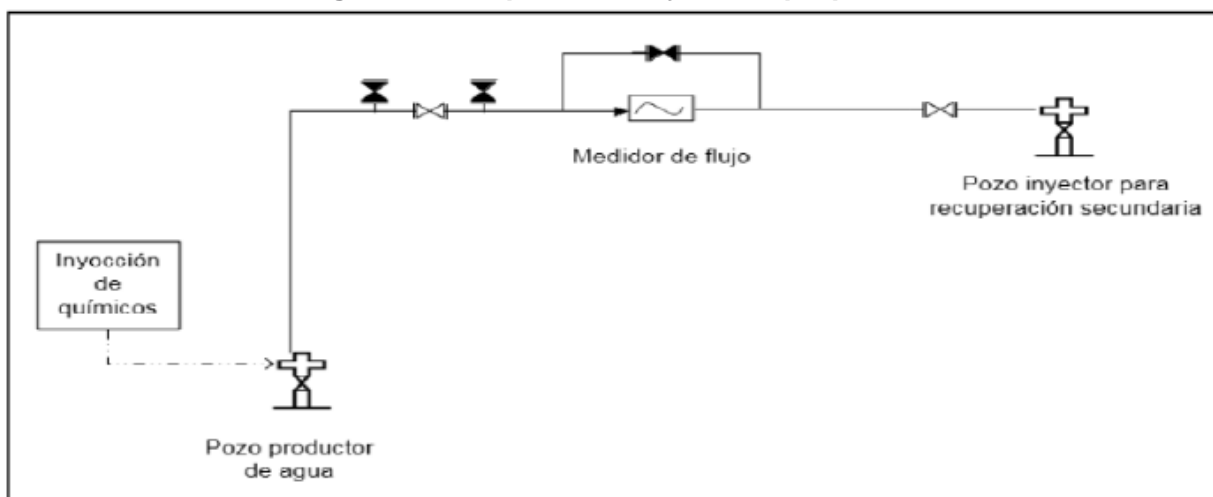 Medidor de flujo
Pozo inyector para
recuperación secundaria
Inyocción
de
químicos
Pozo productor
de agua